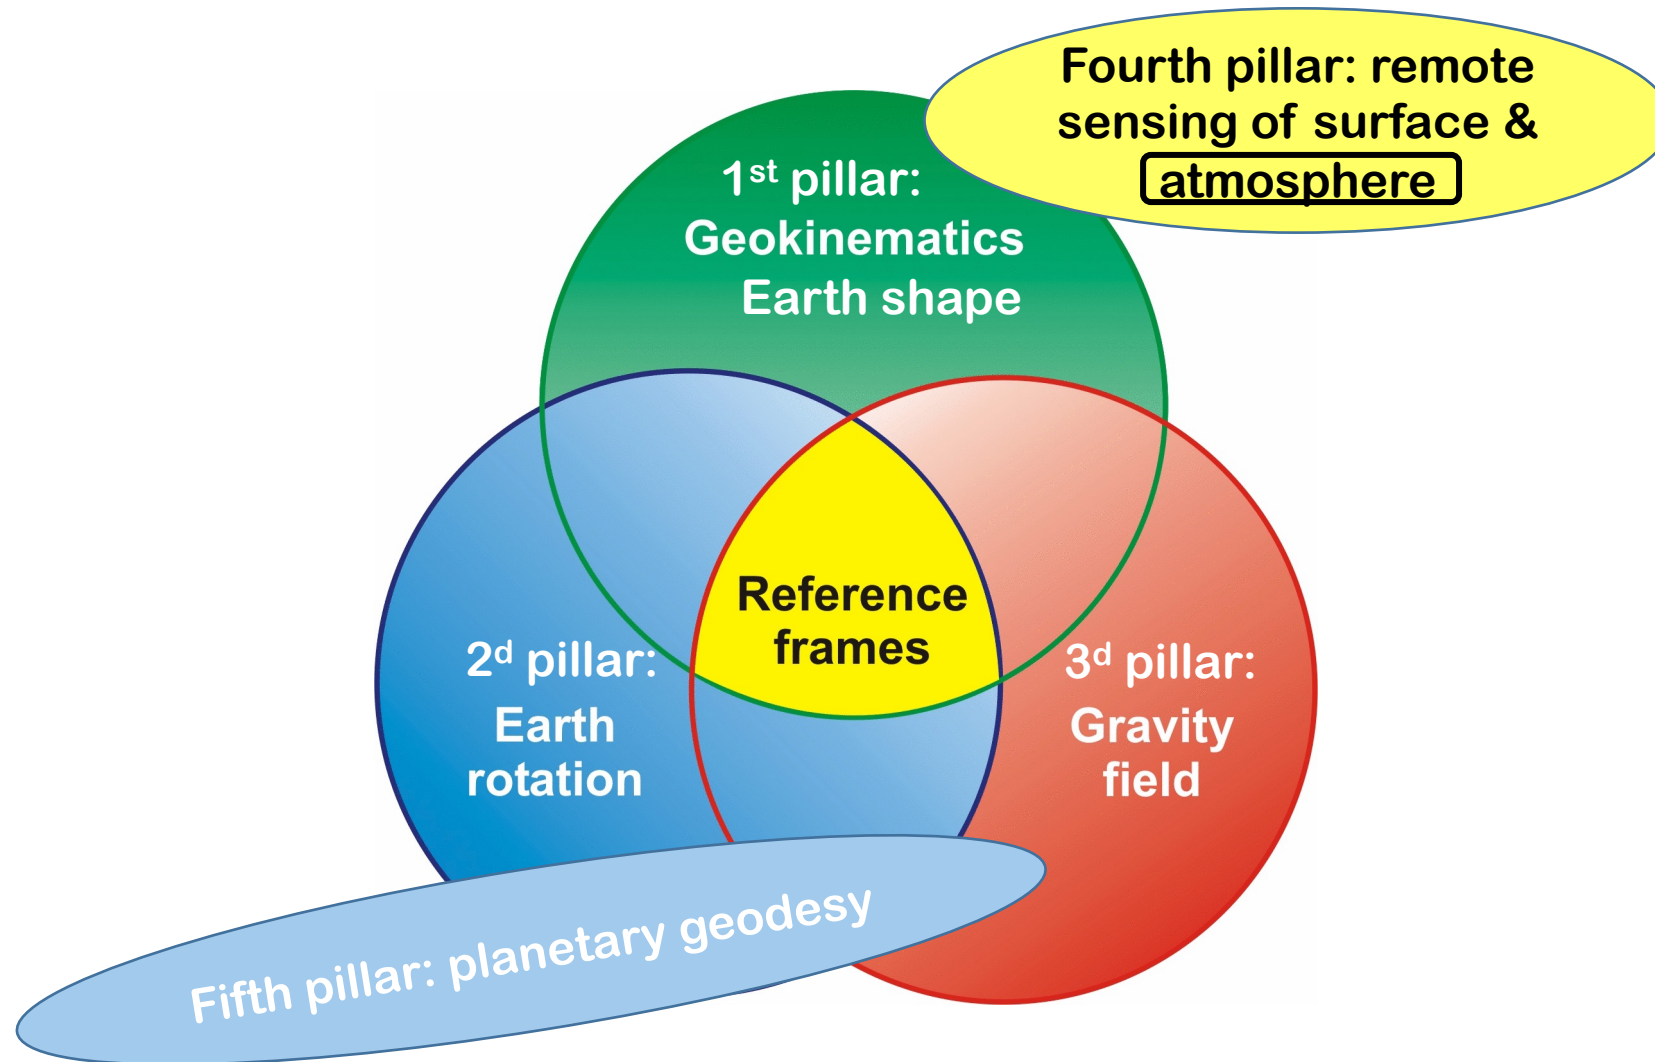 Fourth pillar: remote
sensing of surface &
atmosphere
1st pillar:
Geokinematics
Earth shape
Reference
frames
2d pillar:
Earth
rotation
3d pillar:
Gravity
field
Fifth pillar: planetary geodesy